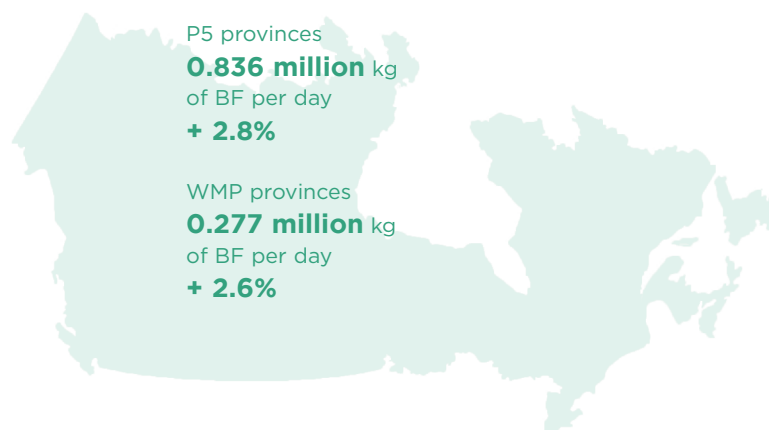 P5 provinces
0.836 million kg
of BF per day
+ 2.8%
WMP provinces
0.277 million kg
of BF per day
+ 2.6%